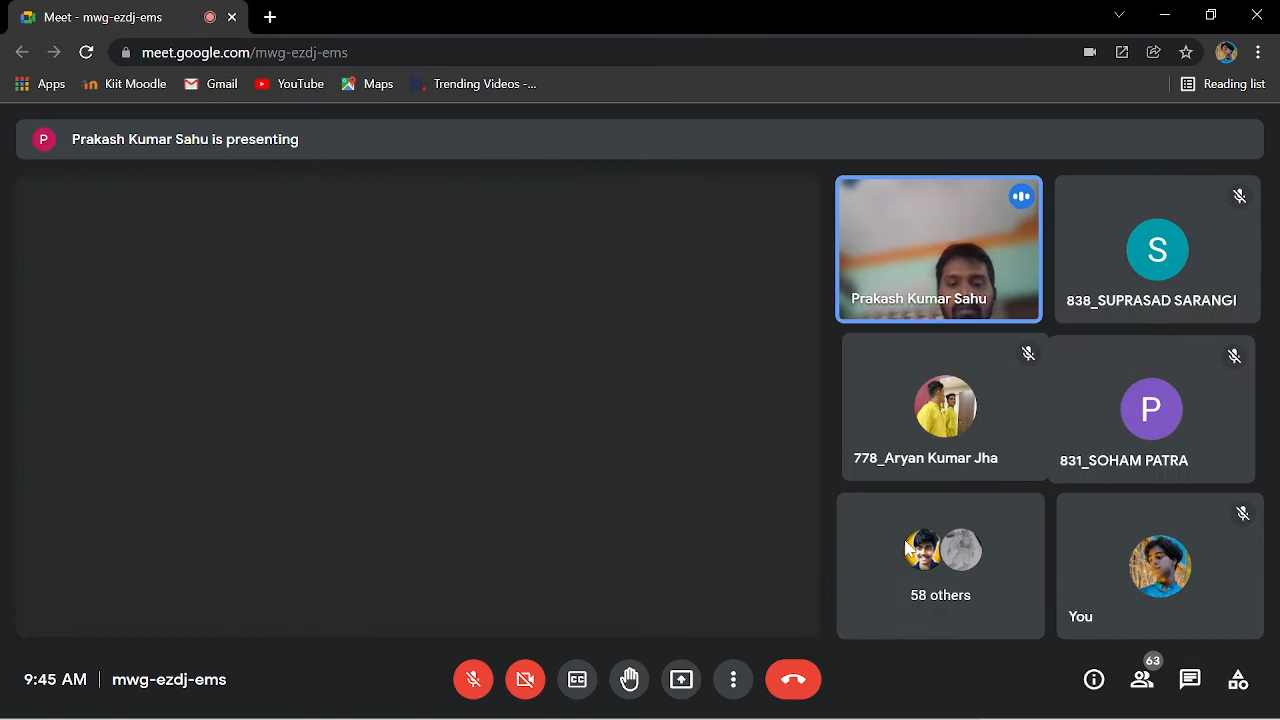 Meet - mwg-ezdj-ems
meet.google.com/mwg-ezdj-ems
Apps
Kiit Moodle
Gmail
YouTube
Maps
Trending Videos -...
Reading list
P
Prakash Kumar Sahu is presenting
Prakash Kumar Sahu
S
838_SUPRASAD SARANGI
778_Aryan Kumar Jha
P
831_SOHAM PATRA
58 others
You
9:45 AM
mwg-ezdj-ems
CC
63